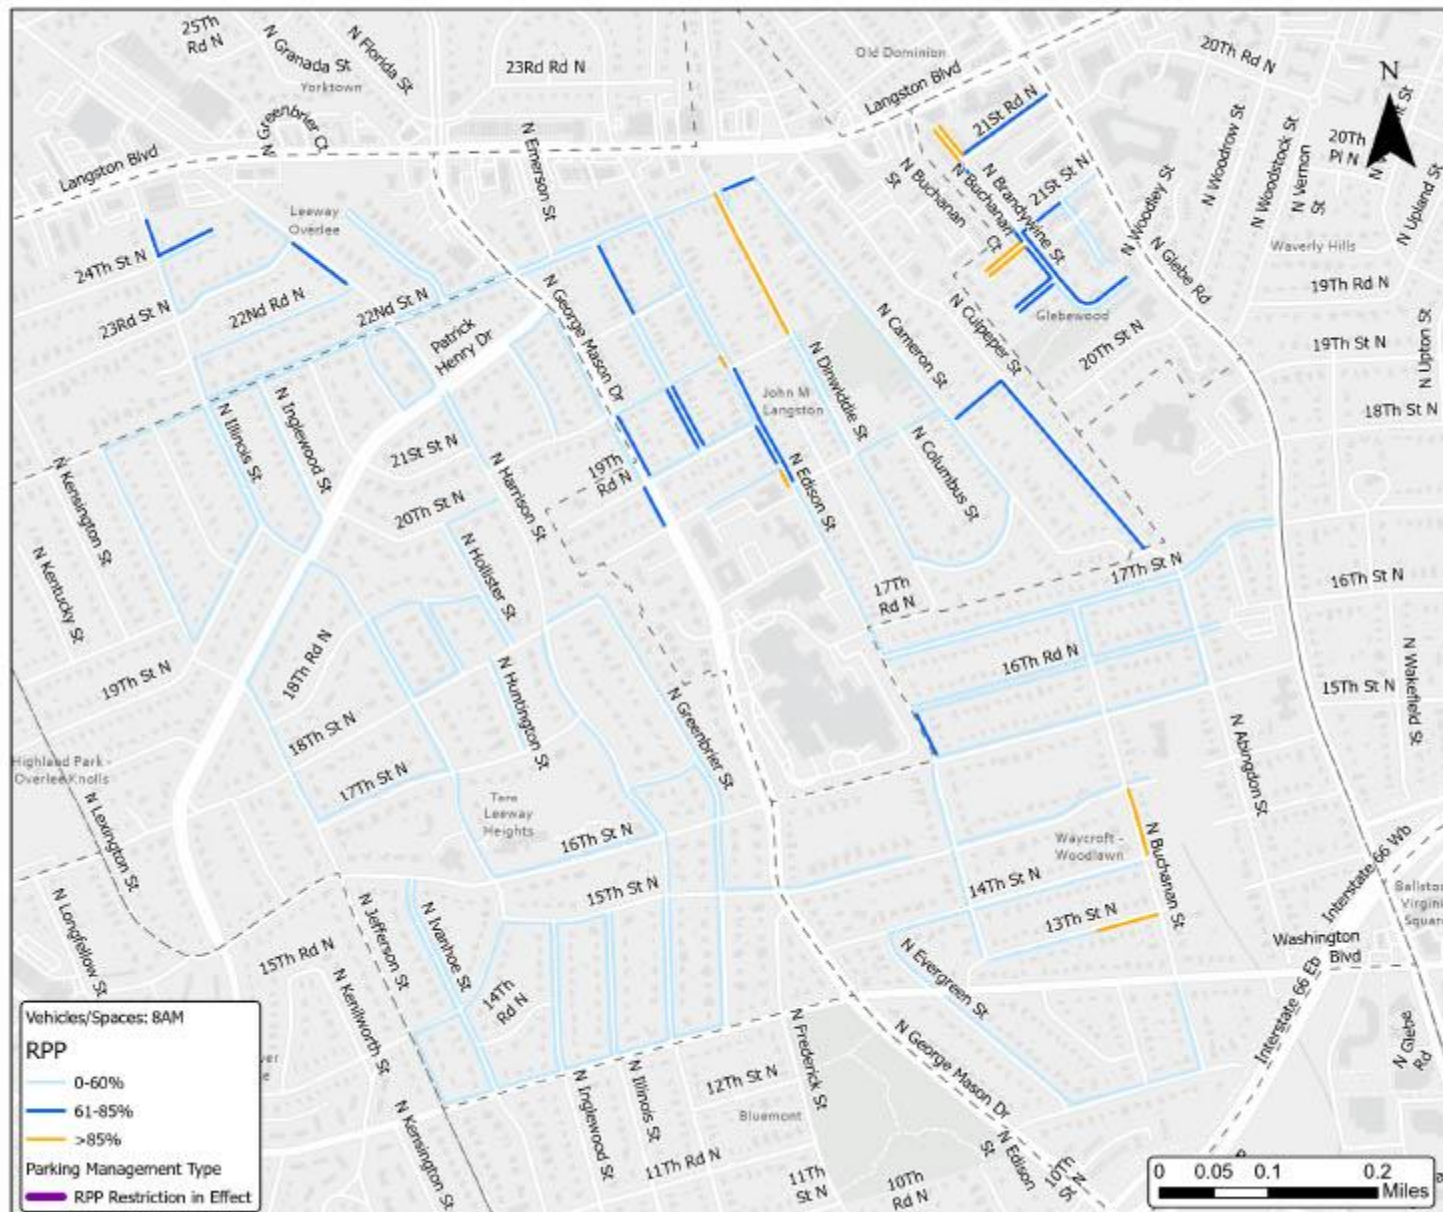 25Th
Rd N
N Granada St
N Florida St
Yorktown
23Rd Rd N
Old Dominion
Langston Blvd
20Th Rd N
N
21St Rd N
N Woodrow St
N Woodstock St
N Vernon
St
20Th
Pl N
N Upland St
Greenbrier Ct
N
Langston Blvd
N Emerson St
N Buchanan
St
N Buchanan
Ct
N Brandywine St
21St St N
N Woodley St
N Glebe Rd
Waverly Hills
Leeway
Overlee
24Th St N
23Rd St N
22Nd Rd N
22Nd St N
Patrick
Henry Dr
N George Mason Dr
N Cameron St
N Culpeper St
Glebewood
20Th St N
19Th Rd N
19Th St N
N Upton St
18Th St N
N Dinwiddie St
John M
Langston
N Illinois St
N Inglewood St
21St St N
20Th St N
N Harrison St
19Th
Rd N
N Edison St
N Columbus St
N Kensington St
N Kentucky St
N Hollister St
17Th
Rd N
17Th St N
16Th St N
16Th Rd N
N Wakefield St
15Th St N
19Th St N
18Th Rd N
18Th St N
N Huntington St
N Greenbrier St
N Abingdon St
Highland Park -
Overlee Knolls
N Lexington St
17Th St N
Tara
Leeway
Heights
16Th St N
15Th St N
Waycroft -
Woodlawn
N Buchanan St
14Th St N
13Th St N
Interstate 66 Wb
Washington
Blvd
N Longfellow St
15Th Rd N
N Jefferson St
N Ivanhoe St
14Th
Rd N
N Kenilworth St
N Evergreen St
Interstate 66 Eb
N Glebe
Rd
N George Mason Dr
N Frederick St
12Th St N
Bluemont
N Illinois St
N Inglewood St
N Kensington St
11Th Rd N
11Th
St N
10Th
Rd N
N Edison
St
10Th
St N
Vehicles/Spaces: 8AM
RPP
0-60%
61-85%
>85%
Parking Management Type
RPP Restriction in Effect
0 0.05 0.1 0.2
Miles